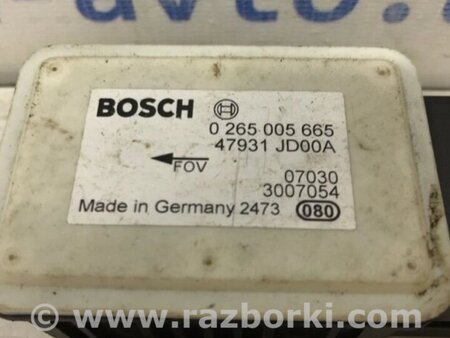 BOSCH
0 265 005 665
47931 JD00A
FOV
07030
3007054
Made in Germany 2473 080
www.razborki.com